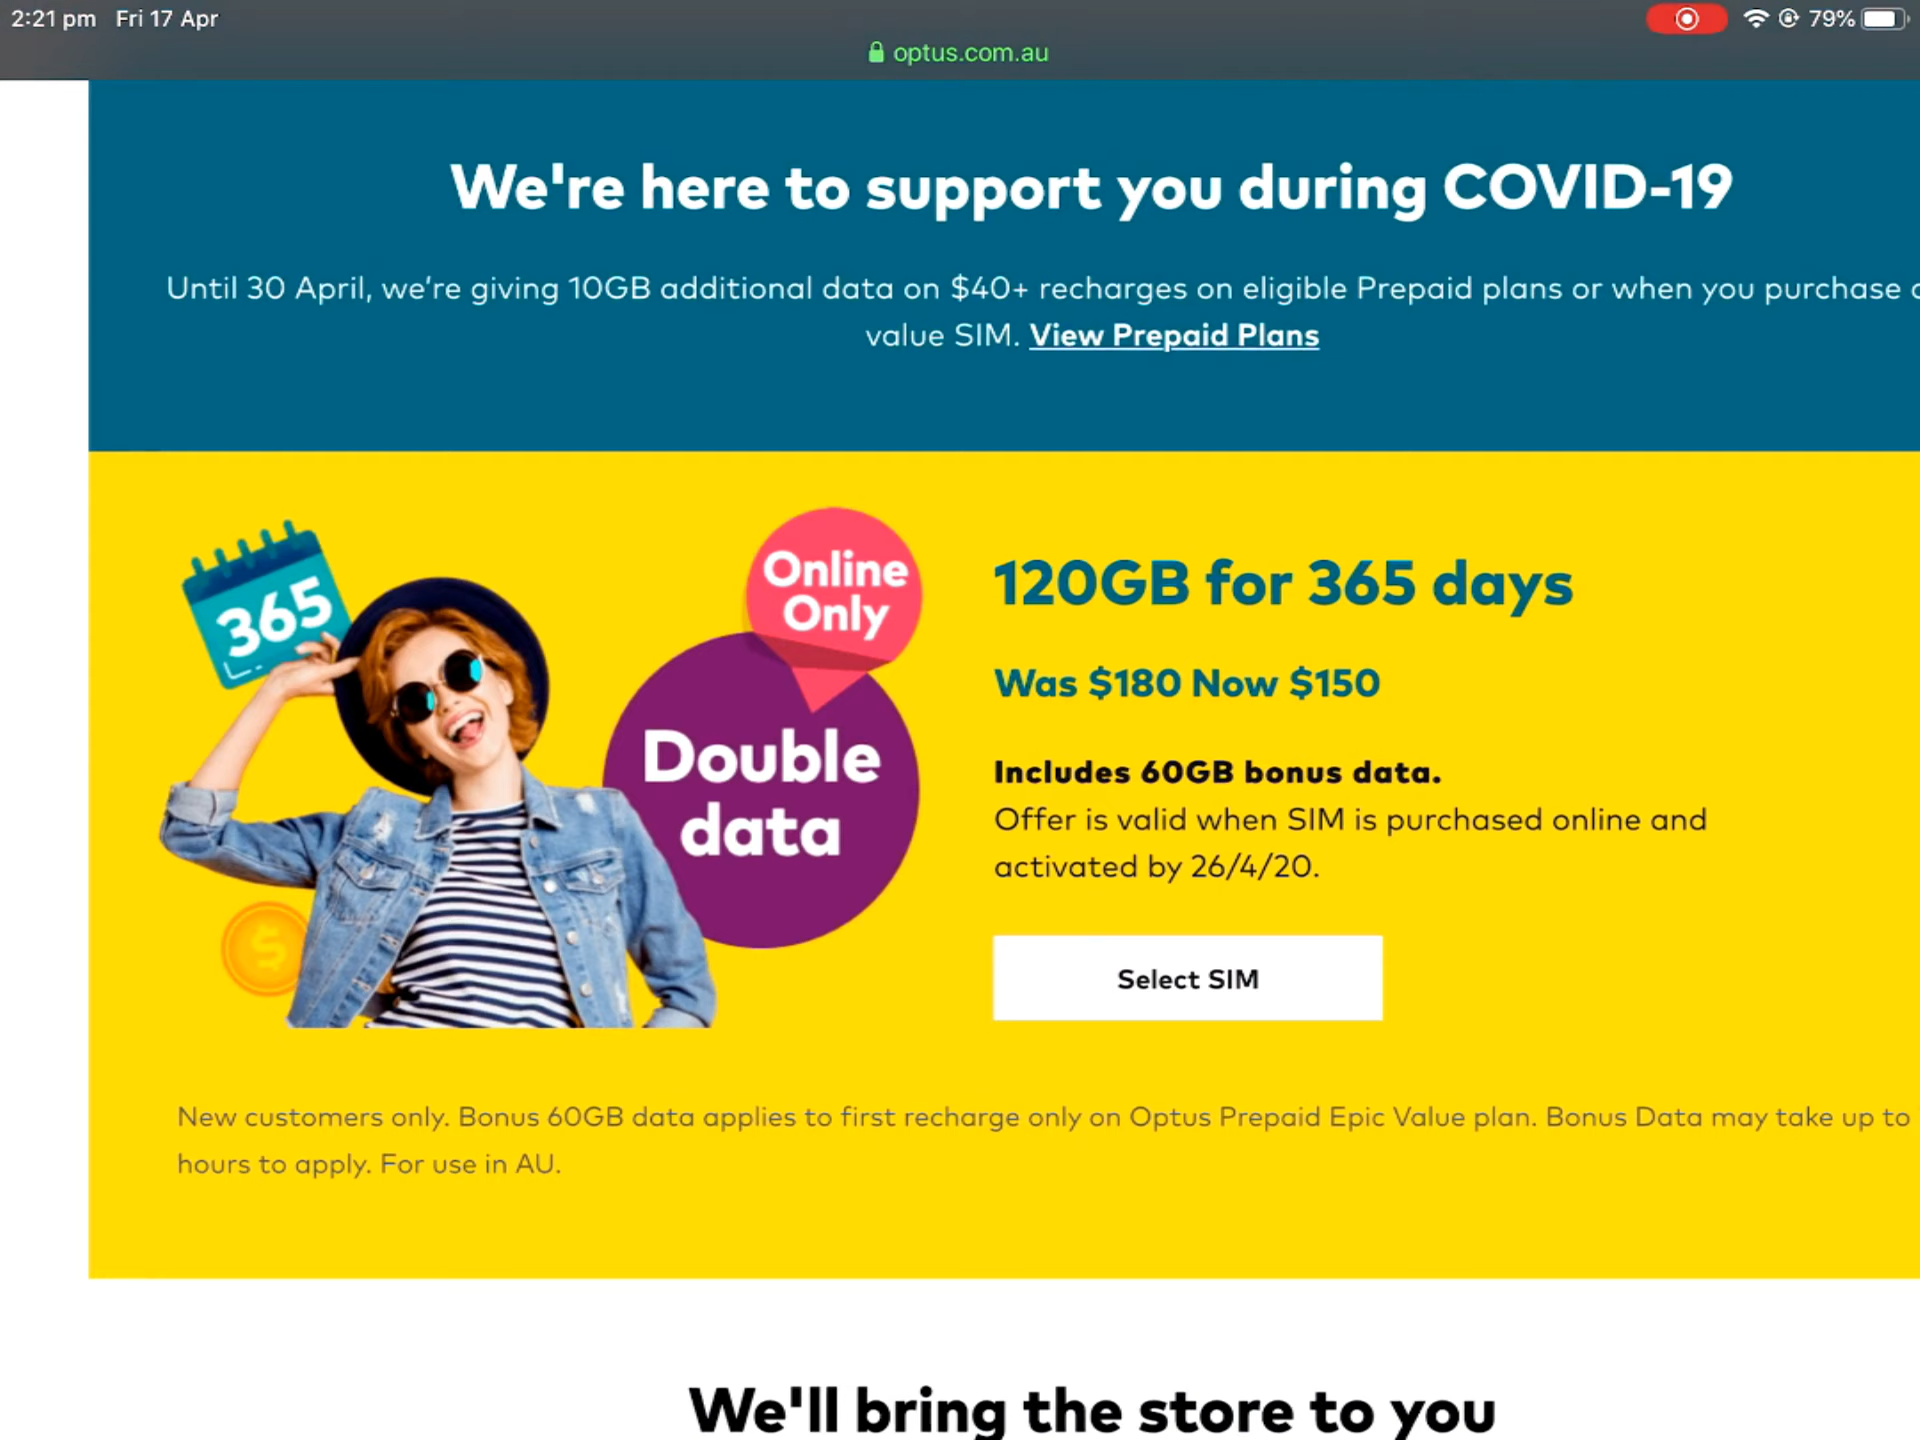 2:21 pm Fri 17 Apr
79%
optus.com.au
We're here to support you during COVID-19
Until 30 April, we're giving 10GB additional data on $40+ recharges on eligible Prepaid plans or when you purchase
value SIM. View Prepaid Plans
365
Online
Only
Double
data
120GB for 365 days
Was $180 Now $150
Includes 60GB bonus data.
Offer is valid when SIM is purchased online and
activated by 26/4/20.
Select SIM
$
New customers only. Bonus 60GB data applies to first recharge only on Optus Prepaid Epic Value plan. Bonus Data may take up to
hours to apply. For use in AU.
We'll bring the store to you